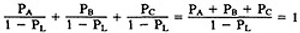 P_A / (1 − P_L) + P_B / (1 − P_L) + P_C / (1 − P_L) = (P_A + P_B + P_C) / (1 − P_L) = 1